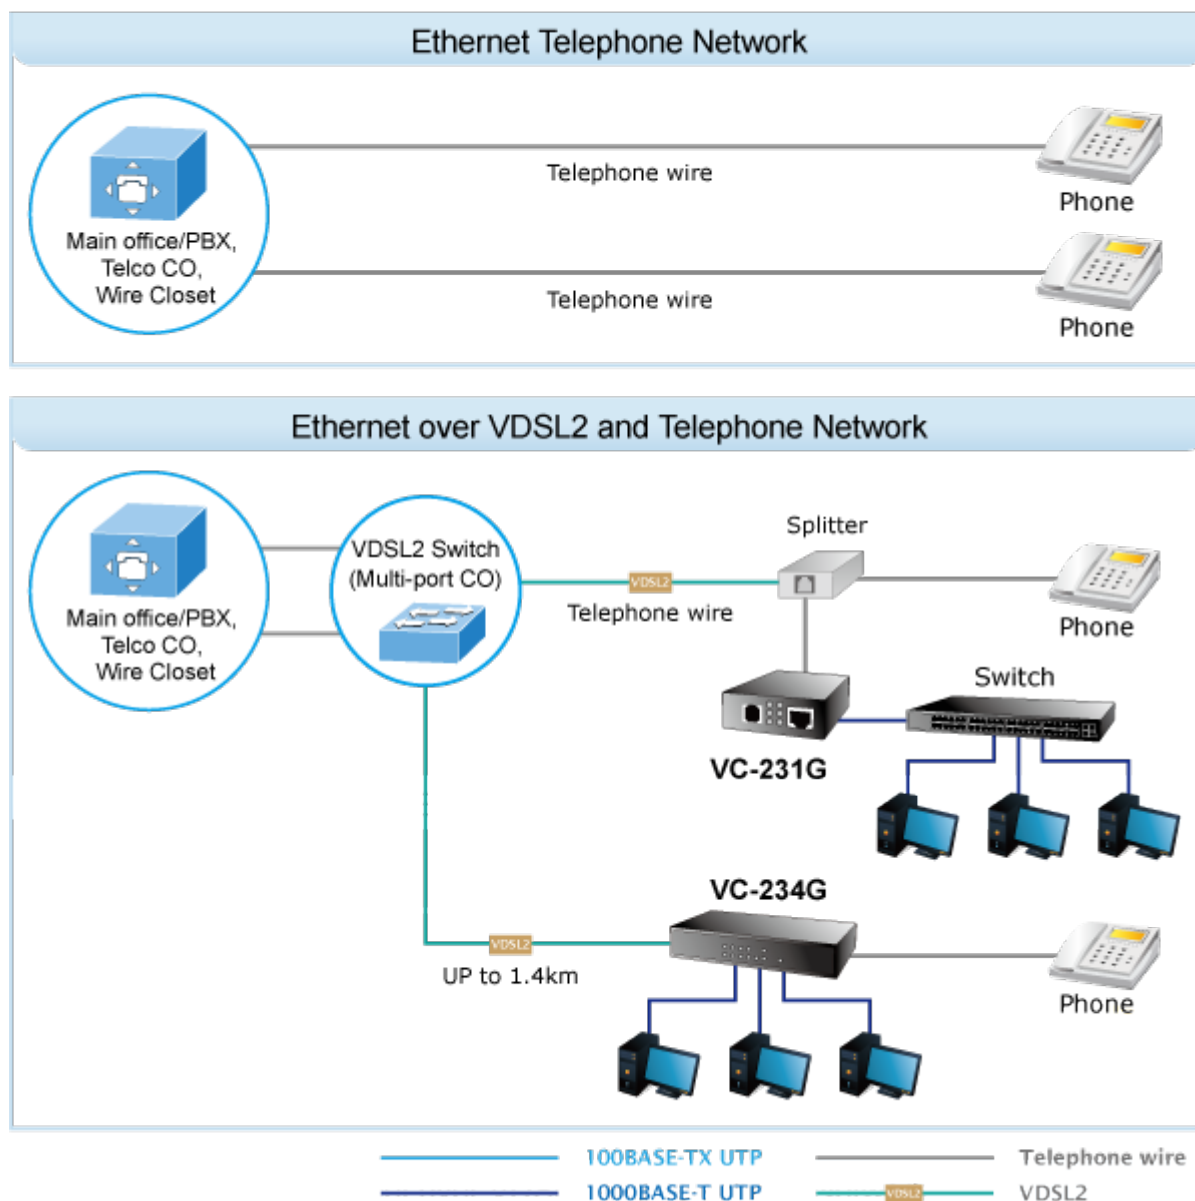 Ethernet Telephone Network
Telephone wire
Phone
Main office/PBX,
Telco CO,
Wire Closet
Telephone wire
Phone
Ethernet over VDSL2 and Telephone Network
Main office/PBX,
Telco CO,
Wire Closet
VDSL2 Switch
(Multi-port CO)
VDSL2
Telephone wire
Splitter
Phone
VC-231G
Switch
VC-234G
VDSL2
UP to 1.4km
Phone
100BASE-TX UTP
Telephone wire
1000BASE-T UTP
VDSL2
VDSL2